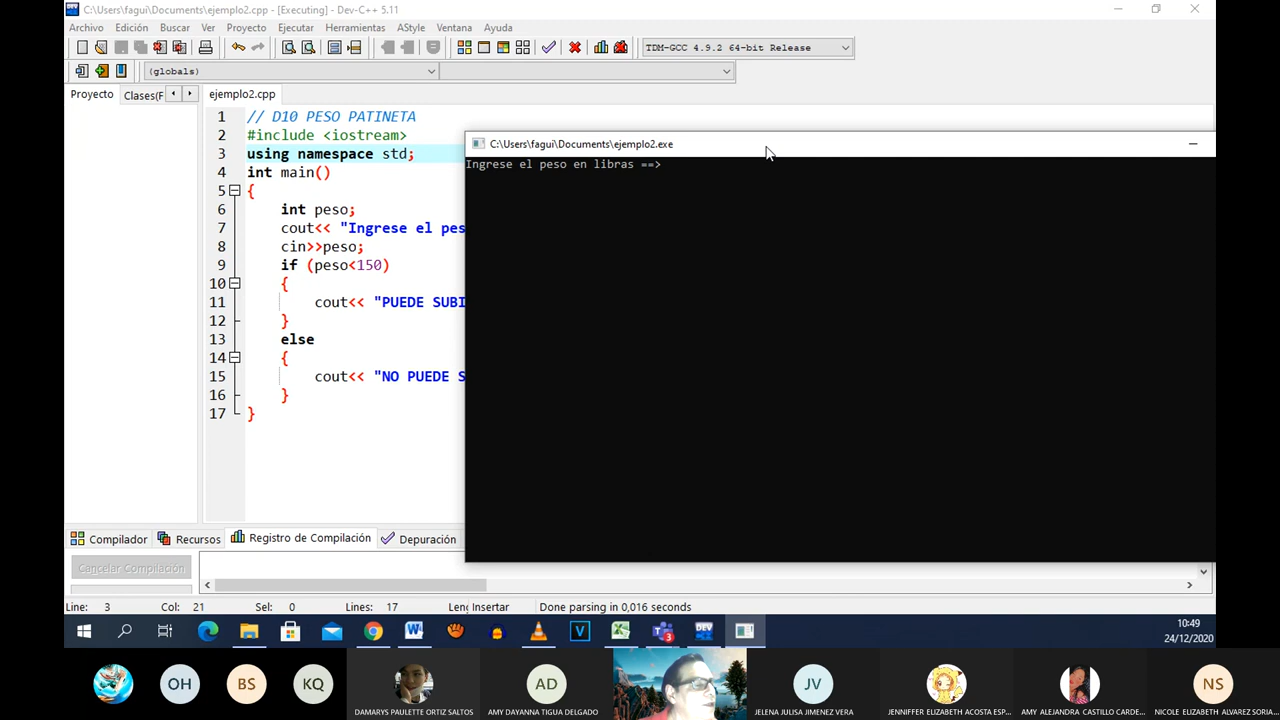 C:\Users\fagui\Documents\ejemplo2.cpp - [Executing] - Dev-C++ 5.11
Archivo Edición Buscar Ver Proyecto Ejecutar Herramientas AStyle Ventana Ayuda
TDM-GCC 4.9.2 64-bit Release
(globals)
Proyecto Clases(F ejemplo2.cpp
1 // D10 PESO PATINETA
2 #include <iostream>
3 using namespace std;
4 int main()
5 {
6 int peso;
7 cout<< "Ingrese el pes
8 cin>>peso;
9 if (peso<150)
10 {
11 cout<< "PUEDE SUBI
12 }
13 else
14 {
15 cout<< "NO PUEDE S
16 }
17 }
C:\Users\fagui\Documents\ejemplo2.exe
Ingrese el peso en libras ==>
Compilador Recursos Registro de Compilación Depuración
Cancelar Compilación
Line: 3 Col: 21 Sel: 0 Lines: 17 Leng Insertar Done parsing in 0,016 seconds
10:49
24/12/2020
OH BS KQ AD JV NS
DAMARYS PAULETTE ORTIZ SALTOS AMY DAYANNA TIGUA DELGADO JELENA JULISA JIMENEZ VERA JENNIFFER ELIZABETH ACOSTA ESP... AMY ALEJANDRA CASTILLO CARDE... NICOLE ELIZABETH ALVAREZ SORIA...